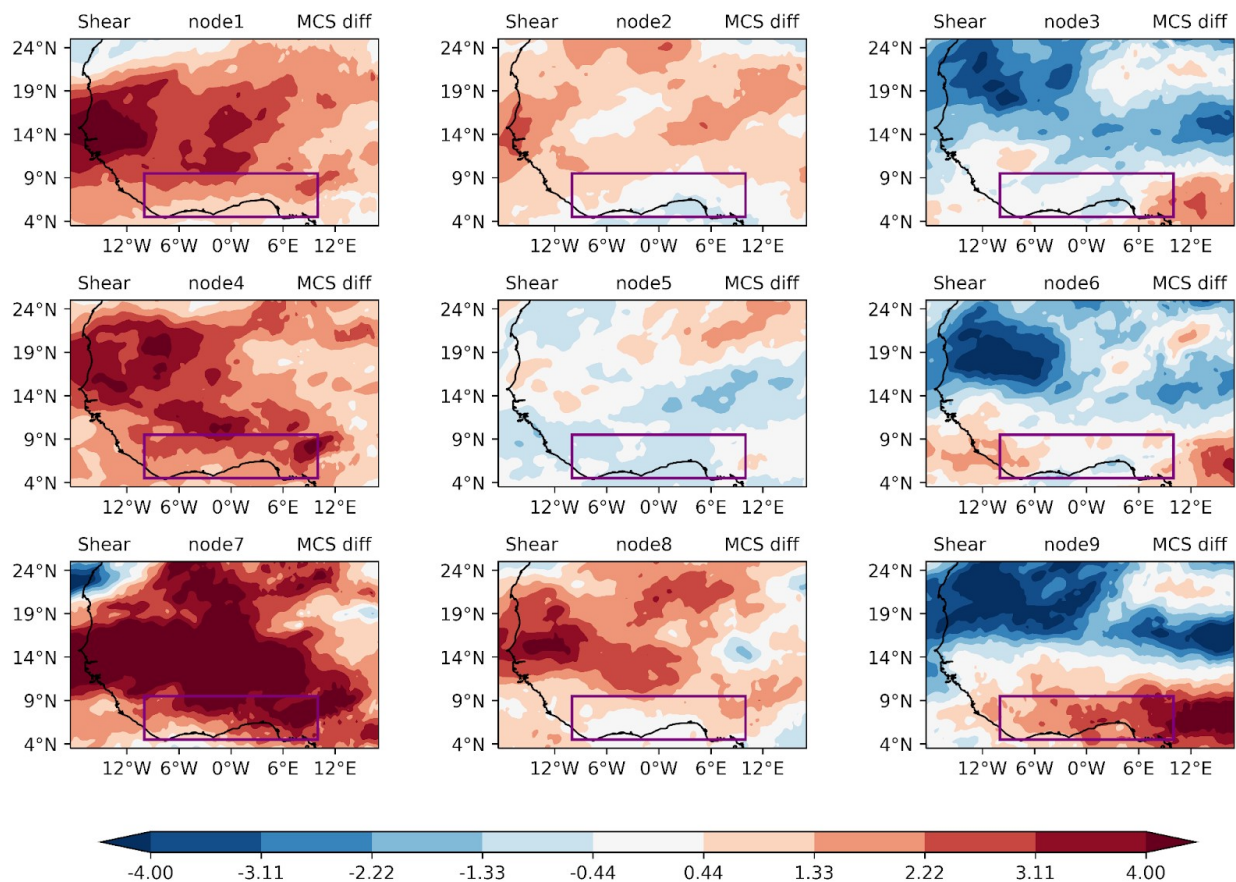 Shear node1 MCS diff
Shear node2 MCS diff
Shear node3 MCS diff
24°N
19°N
14°N
9°N
4°N
12°W 6°W 0°W 6°E 12°E
24°N
19°N
14°N
9°N
4°N
12°W 6°W 0°W 6°E 12°E
24°N
19°N
14°N
9°N
4°N
12°W 6°W 0°W 6°E 12°E
Shear node4 MCS diff
Shear node5 MCS diff
Shear node6 MCS diff
24°N
19°N
14°N
9°N
4°N
12°W 6°W 0°W 6°E 12°E
24°N
19°N
14°N
9°N
4°N
12°W 6°W 0°W 6°E 12°E
24°N
19°N
14°N
9°N
4°N
12°W 6°W 0°W 6°E 12°E
Shear node7 MCS diff
Shear node8 MCS diff
Shear node9 MCS diff
24°N
19°N
14°N
9°N
4°N
12°W 6°W 0°W 6°E 12°E
24°N
19°N
14°N
9°N
4°N
12°W 6°W 0°W 6°E 12°E
24°N
19°N
14°N
9°N
4°N
12°W 6°W 0°W 6°E 12°E
-4.00 -3.11 -2.22 -1.33 -0.44 0.44 1.33 2.22 3.11 4.00